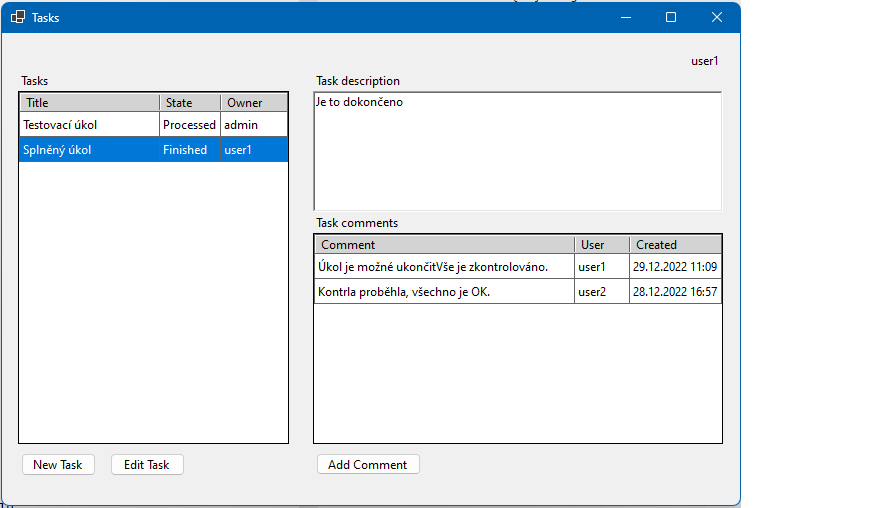 Tasks
user1
Tasks
Title State Owner
Testovací úkol Processed admin
Splněný úkol Finished user1
New Task Edit Task
Task description
Je to dokončeno
Task comments
Comment User Created
Úkol je možné ukončitVše je zkontrolováno. user1 29.12.2022 11:09
Kontrla proběhla, všechno je OK. user2 28.12.2022 16:57
Add Comment